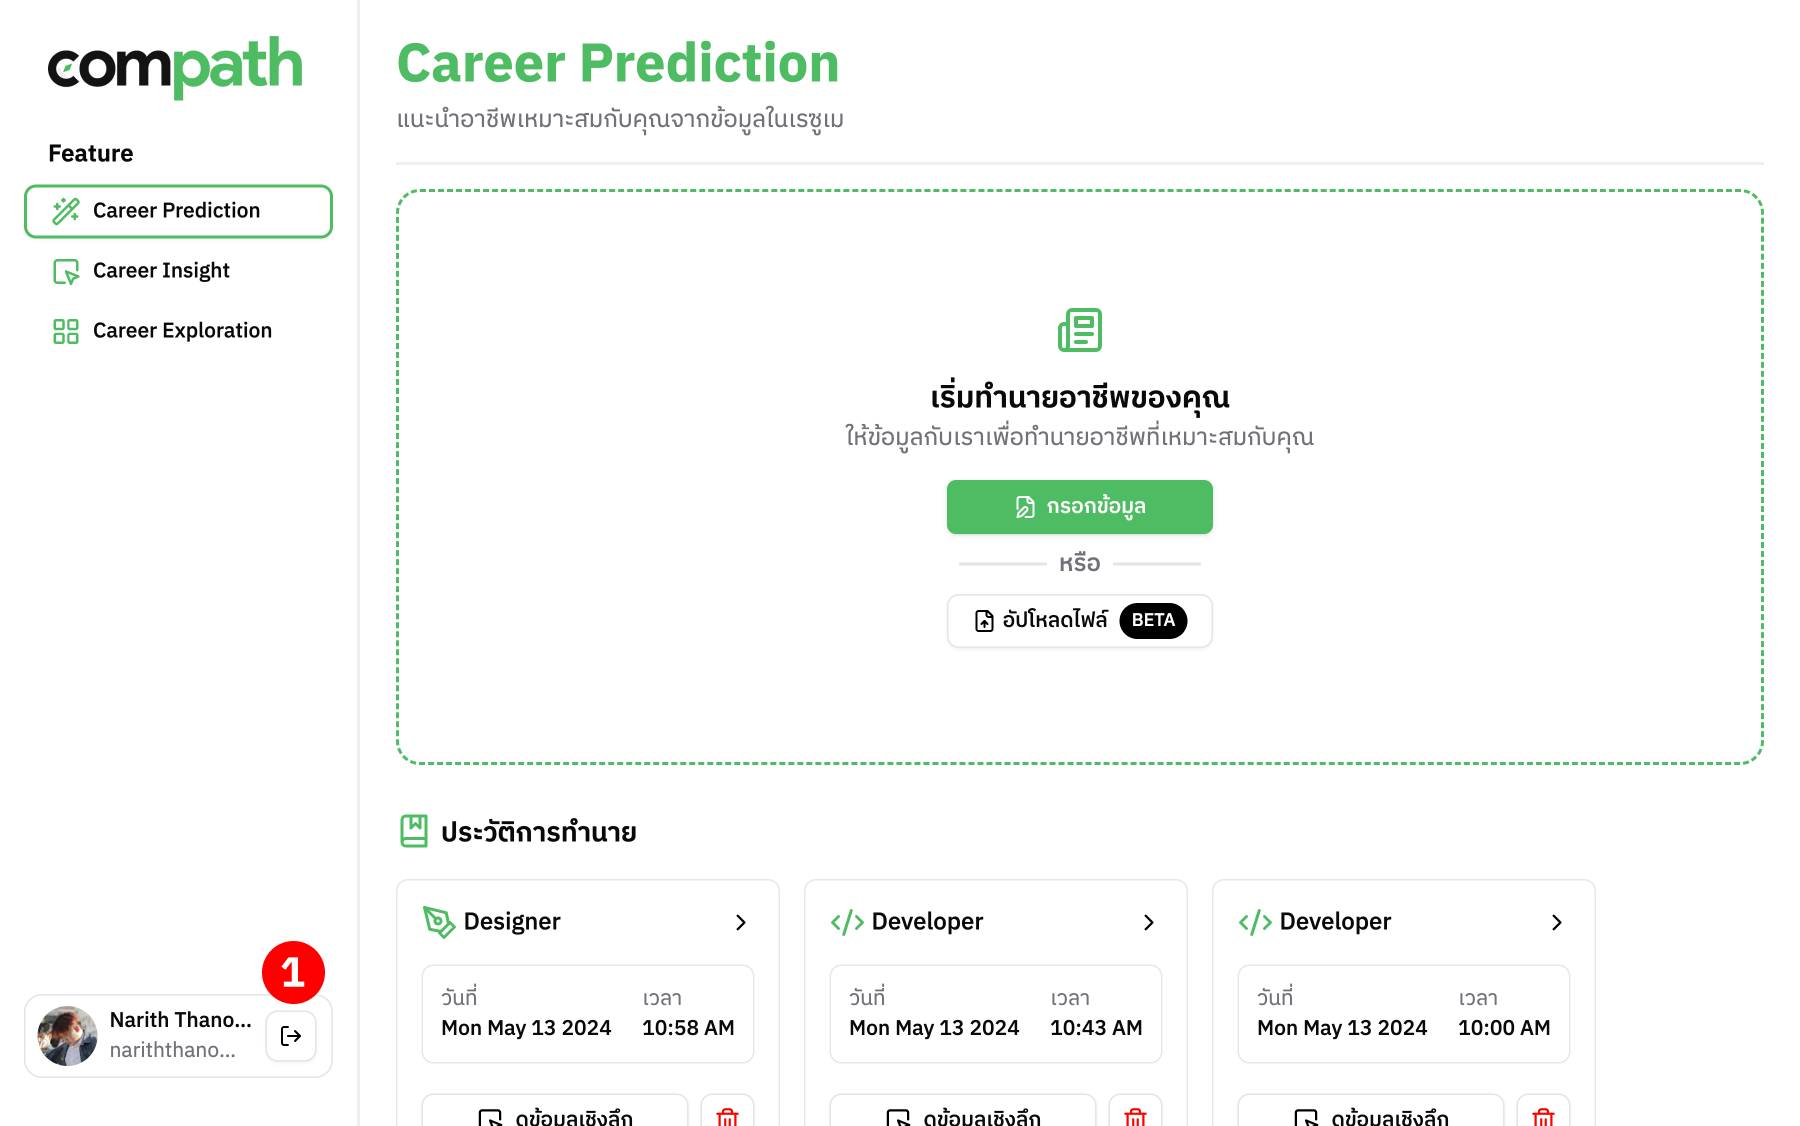 compath
Feature
Career Prediction
Career Insight
Career Exploration
1
Narith Thano...
nariththano...
Career Prediction
แนะนำอาชีพเหมาะสมกับคุณจากข้อมูลในเรซูเม
เริ่มทำนายอาชีพของคุณ
ให้ข้อมูลกับเราเพื่อทำนายอาชีพที่เหมาะสมกับคุณ
กรอกข้อมูล
หรือ
อัปโหลดไฟล์ BETA
ประวัติการทำนาย
Designer
วันที่ เวลา
Mon May 13 2024 10:58 AM
ดูข้อมูลเชิงลึก
Developer
วันที่ เวลา
Mon May 13 2024 10:43 AM
ดูข้อมูลเชิงลึก
Developer
วันที่ เวลา
Mon May 13 2024 10:00 AM
ดูข้อมูลเชิงลึก